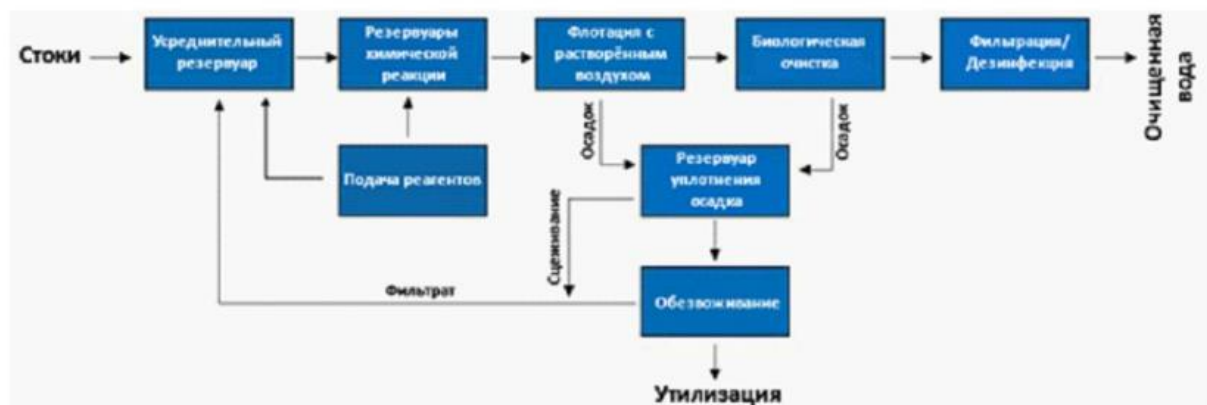 Стоки
Усреднительный
резервуар
Резервуары
химической
реакции
Флотация с
растворённым
воздухом
Биологическая
очистка
Фильтрация/
Дезинфекция
Очищенная
вода
Подача реагентов
Осадок
Резервуар
уплотнения
осадка
Осадок
Сцеживание
Фильтрат
Обезвоживание
Утилизация